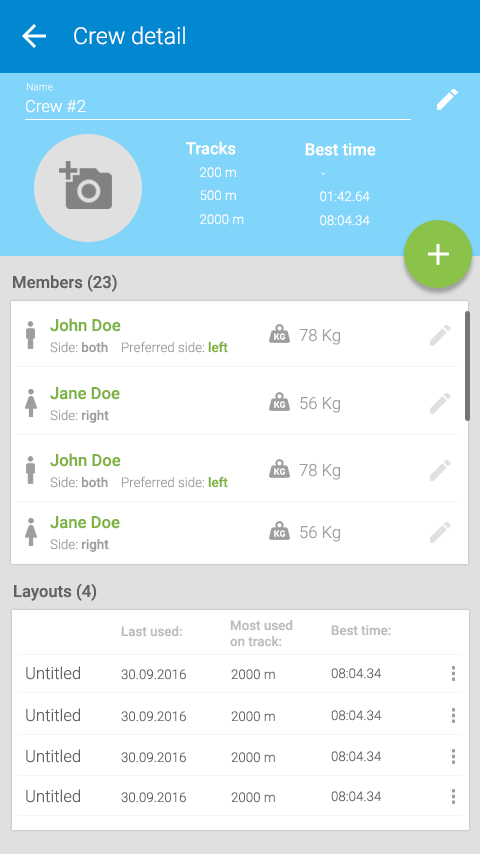 Crew detail
Name
Crew #2
Tracks Best time
200 m -
500 m 01:42.64
2000 m 08:04.34
Members (23)
John Doe
Side: both Preferred side: left
KG 78 Kg
Jane Doe
Side: right
KG 56 Kg
John Doe
Side: both Preferred side: left
KG 78 Kg
Jane Doe
Side: right
KG 56 Kg
Layouts (4)
Last used: Most used on track: Best time:
Untitled 30.09.2016 2000 m 08:04.34
Untitled 30.09.2016 2000 m 08:04.34
Untitled 30.09.2016 2000 m 08:04.34
Untitled 30.09.2016 2000 m 08:04.34